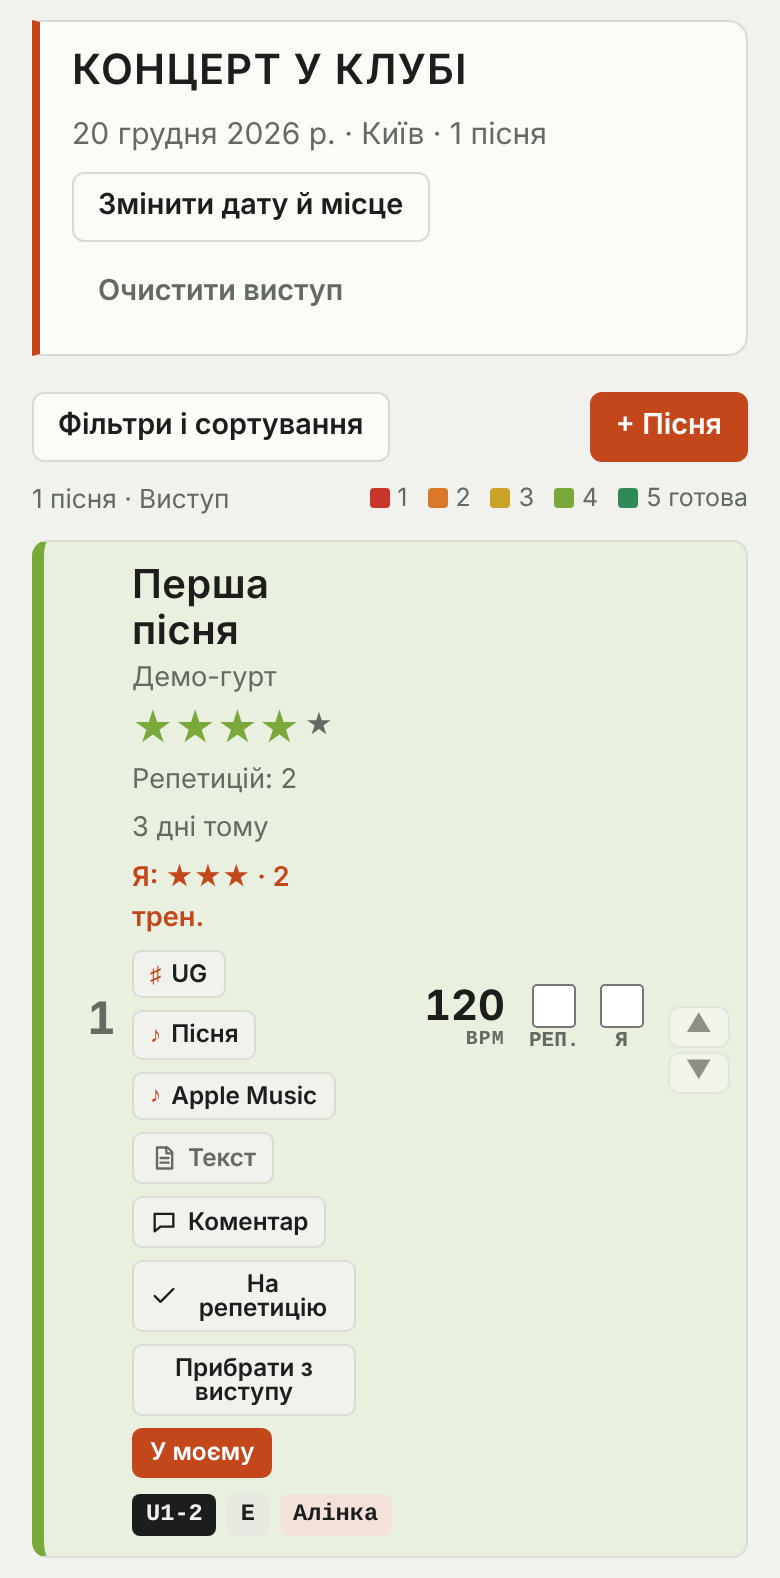 КОНЦЕРТ У КЛУБІ
20 грудня 2026 р. · Київ · 1 пісня
Змінити дату й місце
Очистити виступ
Фільтри і сортування
+ Пісня
1 пісня · Виступ
1 2 3 4 5 готова
Перша
пісня
Демо-гурт
★★★★★
Репетицій: 2
3 дні тому
Я: ★★★ · 2
трен.
♯ UG
♪ Пісня
♪ Apple Music
Текст
Коментар
На
репетицію
Прибрати з
виступу
У моєму
U1-2 E Алінка
1
120
BPM
РЕП.
Я
▲
▼